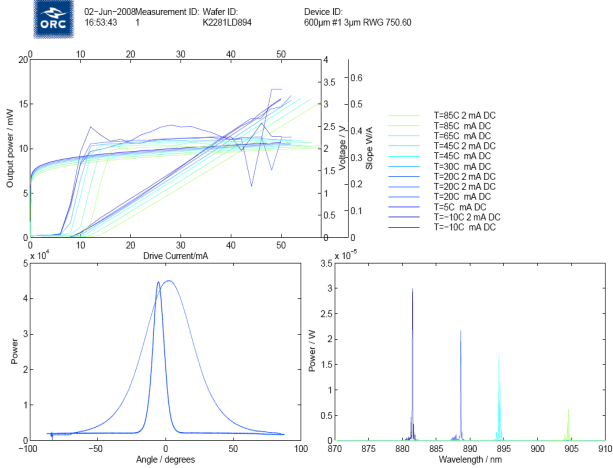 ORC
02-Jun-2008 Measurement ID: Wafer ID: Device ID:
16:53:43 1 K2281LD894 600µm #1 3µm RWG 750.60
0 10 20 30 40 50
20 15 10 5 0
Output power / mW
4 3.5 3 2.5 2 1.5 1 0.5 0
Voltage / V
0.6 0.5 0.4 0.3 0.2 0.1 0
Slope W/A
0 10 20 30 40 50
Drive Current/mA
T=85C 2 mA DC
T=85C mA DC
T=65C mA DC
T=45C 2 mA DC
T=45C mA DC
T=30C mA DC
T=20C 2 mA DC
T=20C 2 mA DC
T=20C mA DC
T=5C mA DC
T=-10C 2 mA DC
T=-10C mA DC
x 10^4
5 4 3 2 1 0
Power
-100 -50 0 50 100
Angle / degrees
x 10^-5
3.5 3 2.5 2 1.5 1 0.5 0
Power / W
870 875 880 885 890 895 900 905 910
Wavelength / nm